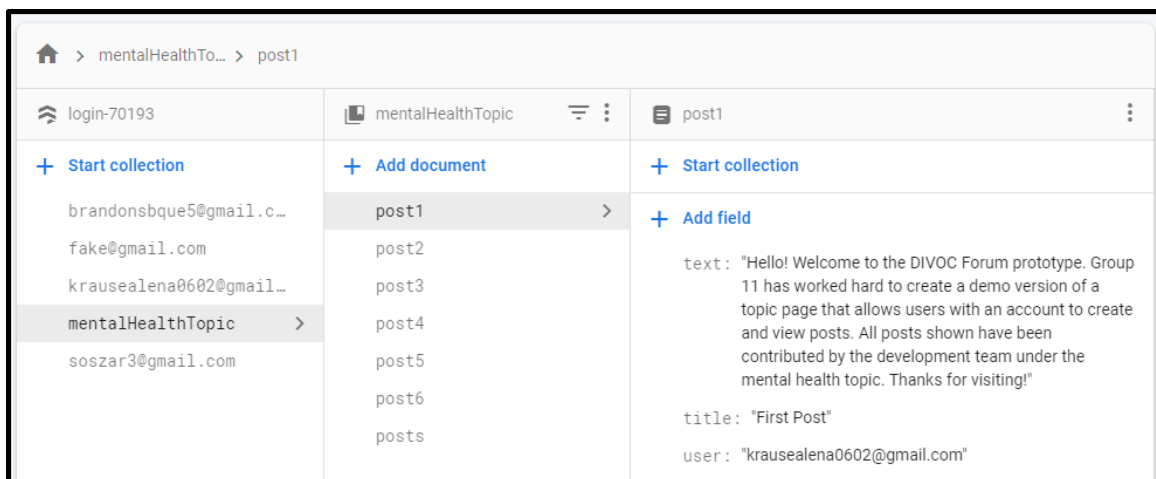 mentalHealthTo... > post1
login-70193
mentalHealthTopic
post1
+ Start collection
+ Add document
+ Start collection
brandonsbque5@gmail.c...
fake@gmail.com
krausealena0602@gmail...
mentalHealthTopic
soszar3@gmail.com
post1
post2
post3
post4
post5
post6
posts
+ Add field
text: "Hello! Welcome to the DIVOC Forum prototype. Group
11 has worked hard to create a demo version of a
topic page that allows users with an account to create
and view posts. All posts shown have been
contributed by the development team under the
mental health topic. Thanks for visiting!"
title: "First Post"
user: "krausealena0602@gmail.com"